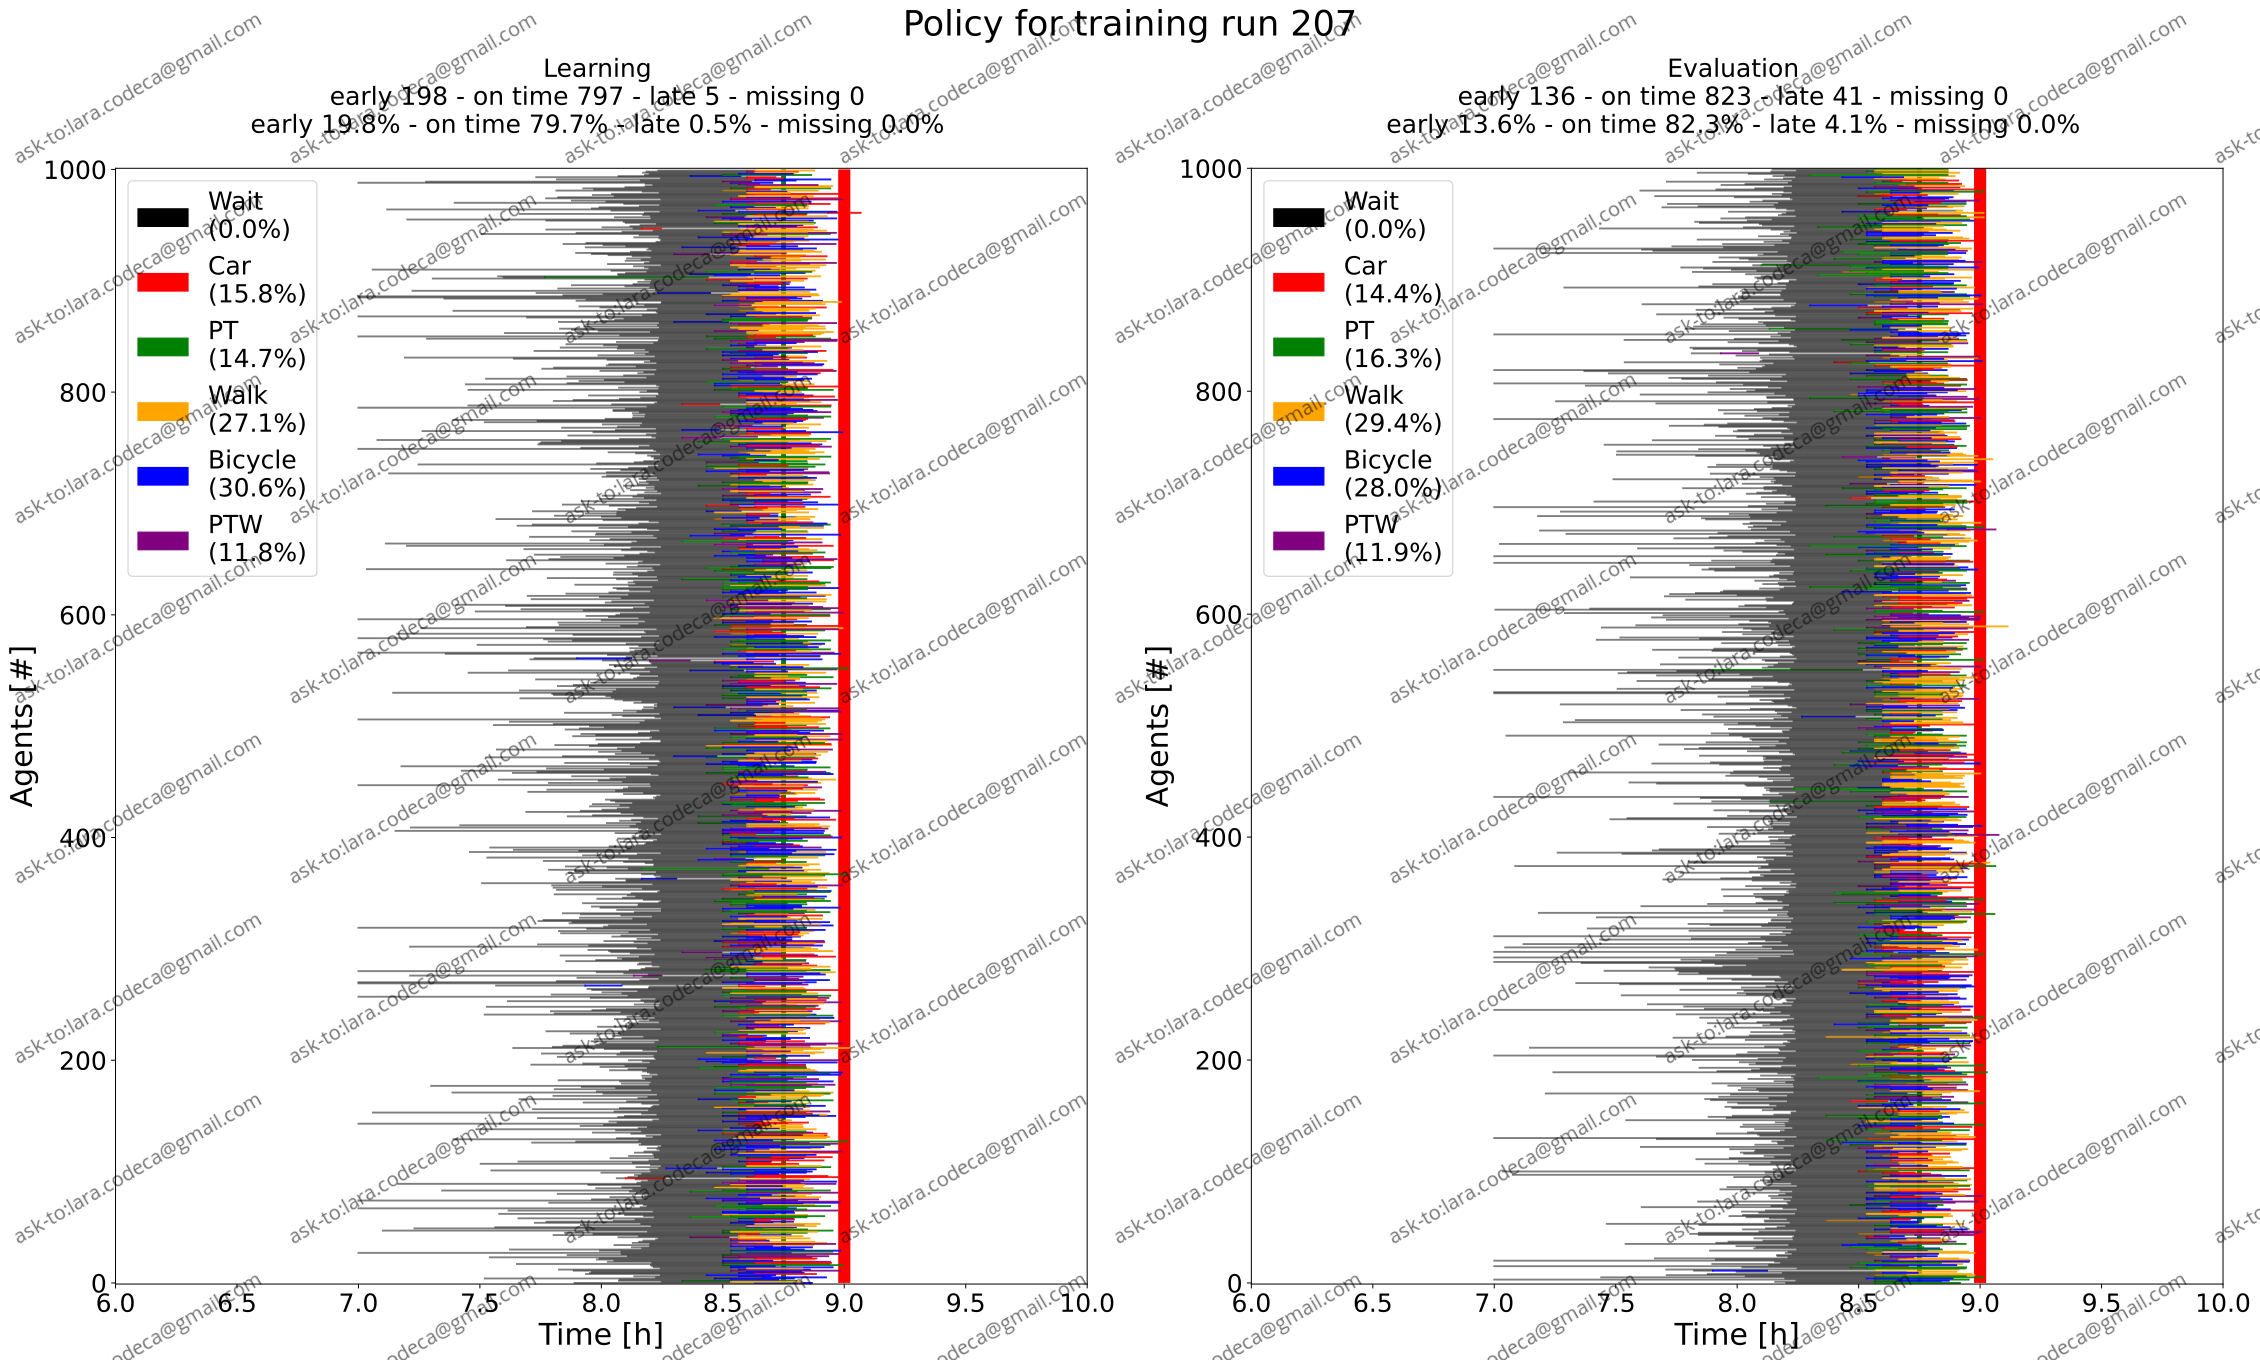 Policy for training run 207
Learning
early 198 - on time 797 - late 5 - missing 0
early 19.8% - on time 79.7% - late 0.5% - missing 0.0%
1000
800
600
400
200
0
Agents [#]
Wait
(0.0%)
Car
(15.8%)
PT
(14.7%)
Walk
(27.1%)
Bicycle
(30.6%)
PTW
(11.8%)
6.0 6.5 7.0 7.5 8.0 8.5 9.0 9.5 10.0
Time [h]
Evaluation
early 136 - on time 823 - late 41 - missing 0
early 13.6% - on time 82.3% - late 4.1% - missing 0.0%
1000
800
600
400
200
0
Agents [#]
Wait
(0.0%)
Car
(14.4%)
PT
(16.3%)
Walk
(29.4%)
Bicycle
(28.0%)
PTW
(11.9%)
6.0 6.5 7.0 7.5 8.0 8.5 9.0 9.5 10.0
Time [h]
ask-to:lara.codeca@gmail.com